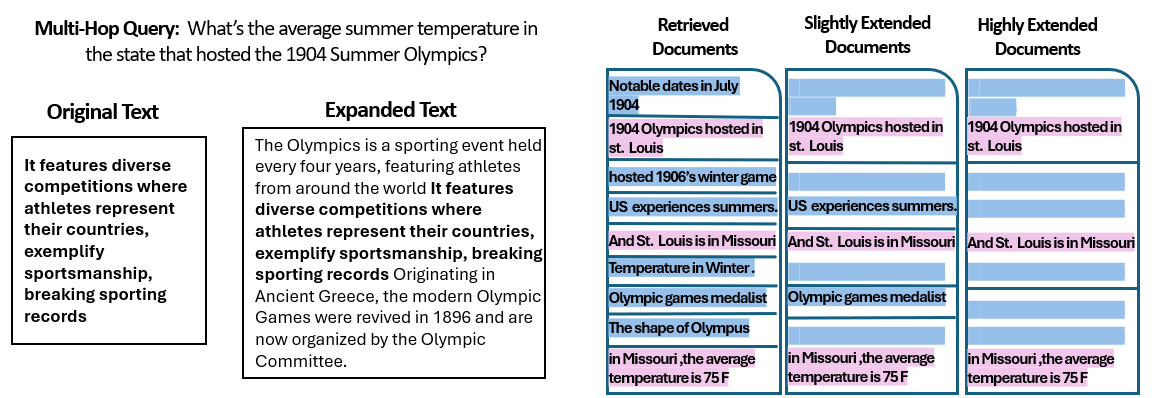 Multi-Hop Query: What's the average summer temperature in
the state that hosted the 1904 Summer Olympics?
Original Text
It features diverse
competitions where
athletes represent
their countries,
exemplify
sportsmanship,
breaking sporting
records
Expanded Text
The Olympics is a sporting event held
every four years, featuring athletes
from around the world It features
diverse competitions where
athletes represent their countries,
exemplify sportsmanship, breaking
sporting records Originating in
Ancient Greece, the modern Olympic
Games were revived in 1896 and are
now organized by the Olympic
Committee.
Retrieved
Documents
Notable dates in July
1904
1904 Olympics hosted in
st. Louis
hosted 1906's winter game
US experiences summers.
And St. Louis is in Missouri
Temperature in Winter .
Olympic games medalist
The shape of Olympus
in Missouri ,the average
temperature is 75 F
Slightly Extended
Documents
1904 Olympics hosted in
st. Louis
US experiences summers.
And St. Louis is in Missouri
Olympic games medalist
in Missouri ,the average
temperature is 75 F
Highly Extended
Documents
1904 Olympics hosted in
st. Louis
And St. Louis is in Missouri
in Missouri ,the average
temperature is 75 F